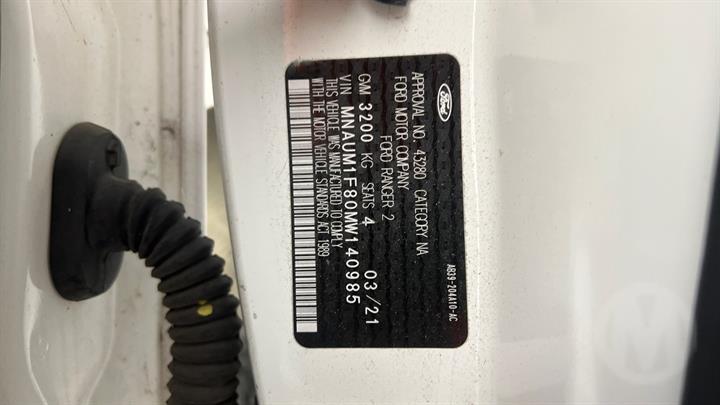 Ford
APPROVAL NO. 43280 CATEGORY NA
FORD MOTOR COMPANY
FORD RANGER 2
03/21
GVM 3200 KG SEATS 4
VIN MNAUM1F80MW140985
THIS VEHICLE WAS MANUFACTURED TO COMPLY
WITH THE MOTOR VEHICLE STANDARDS ACT 1989
AB39-204A10-AC
M